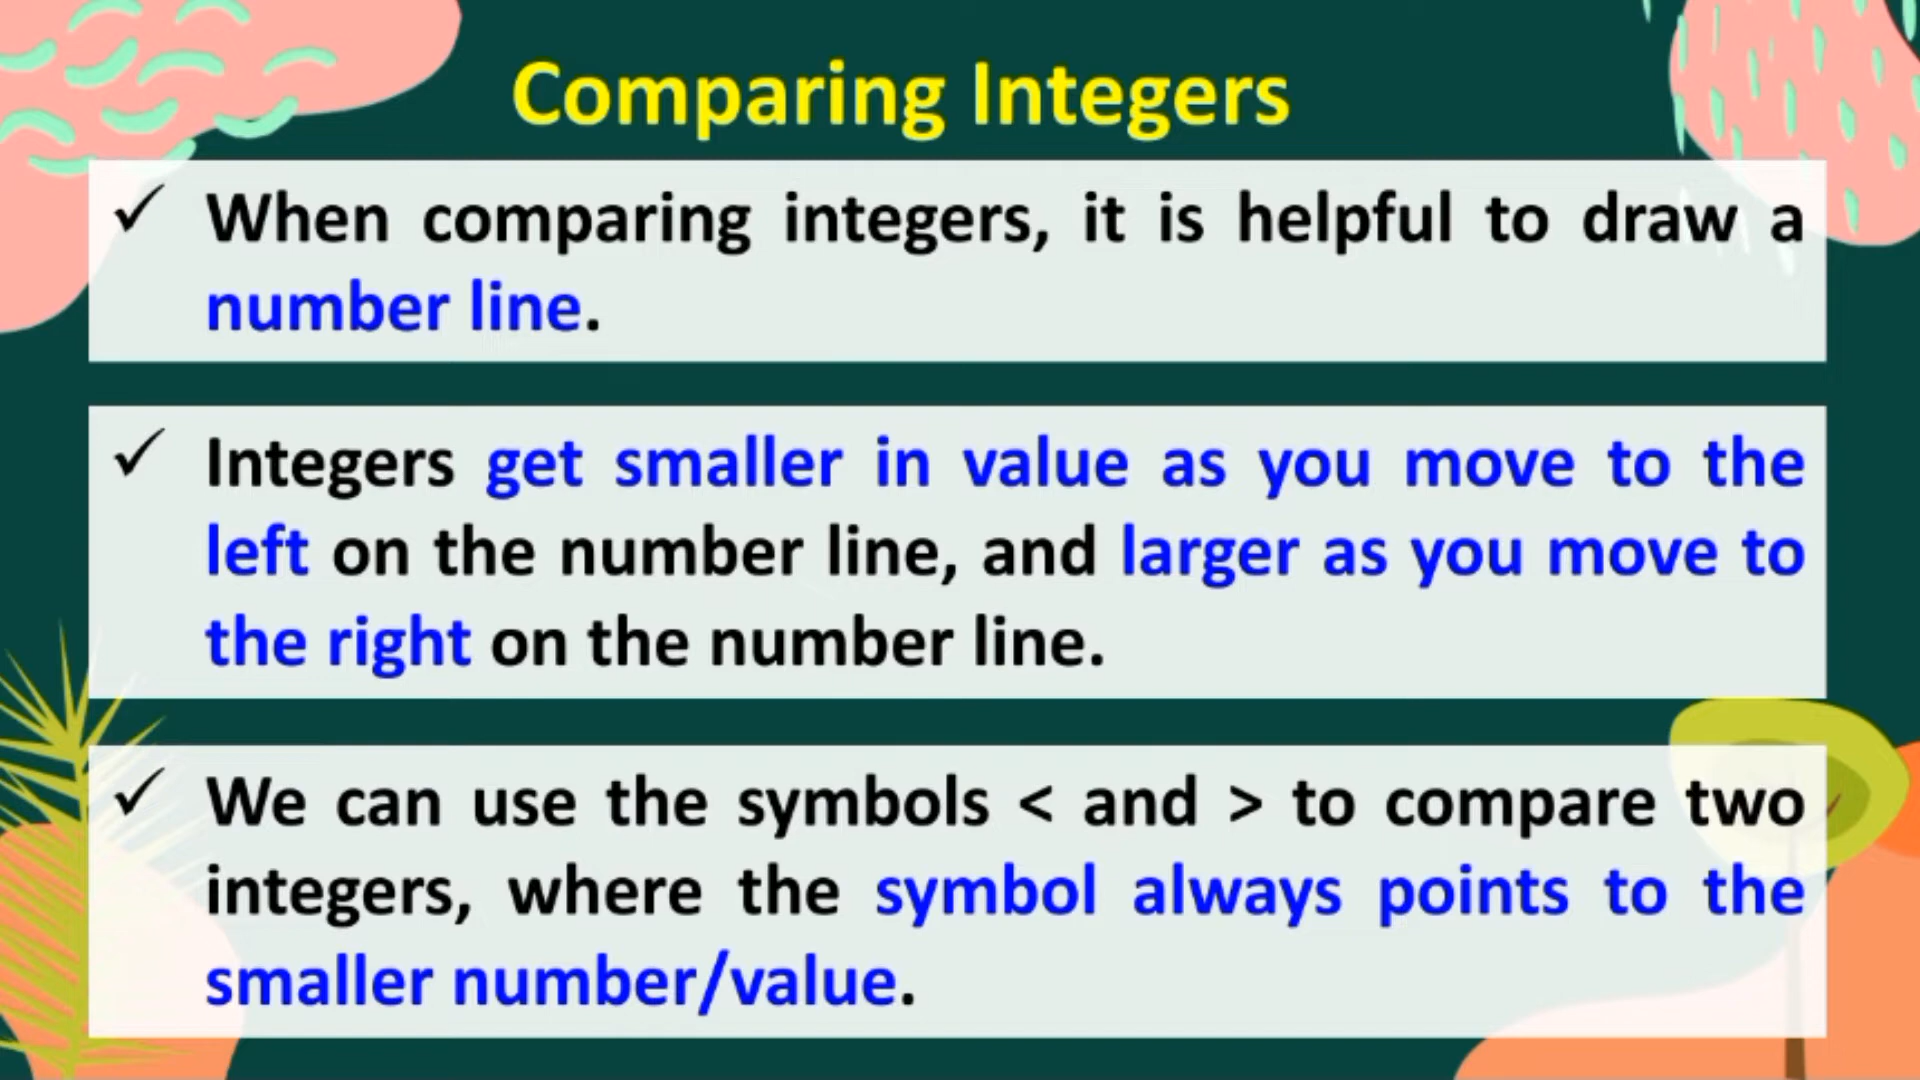 Comparing Integers
✓ When comparing integers, it is helpful to draw a
number line.
✓ Integers get smaller in value as you move to the
left on the number line, and larger as you move to
the right on the number line.
✓ We can use the symbols < and > to compare two
integers, where the symbol always points to the
smaller number/value.